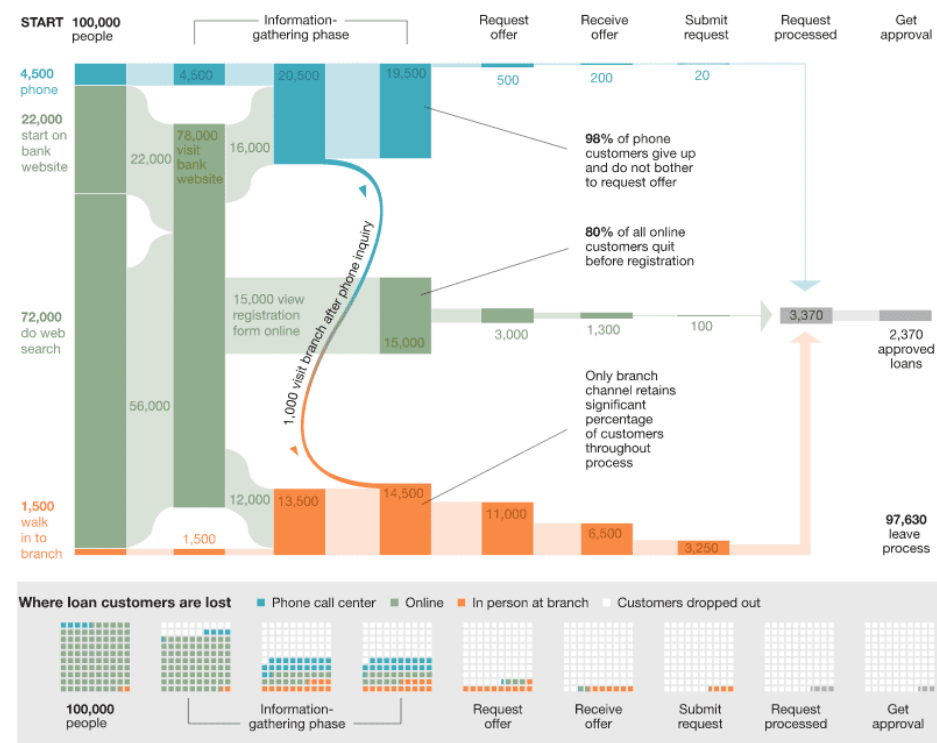 START 100,000
people
Information-
gathering phase
Request
offer
Receive
offer
Submit
request
Request
processed
Get
approval
4,500
phone
4,500
20,500
19,500
500
200
20
22,000
start on
bank
website
22,000
78,000
visit
bank
website
16,000
98% of phone
customers give up
and do not bother
to request offer
1,000 visit branch after phone inquiry
80% of all online
customers quit
before registration
72,000
do web
search
15,000 view
registration
form online
15,000
3,000
1,300
100
3,370
2,370
approved
loans
56,000
Only branch
channel retains
significant
percentage
of customers
throughout
process
1,500
walk
in to
branch
1,500
12,000
13,500
14,500
11,000
6,500
3,250
97,630
leave
process
Where loan customers are lost
Phone call center
Online
In person at branch
Customers dropped out
100,000
people
Information-
gathering phase
Request
offer
Receive
offer
Submit
request
Request
processed
Get
approval